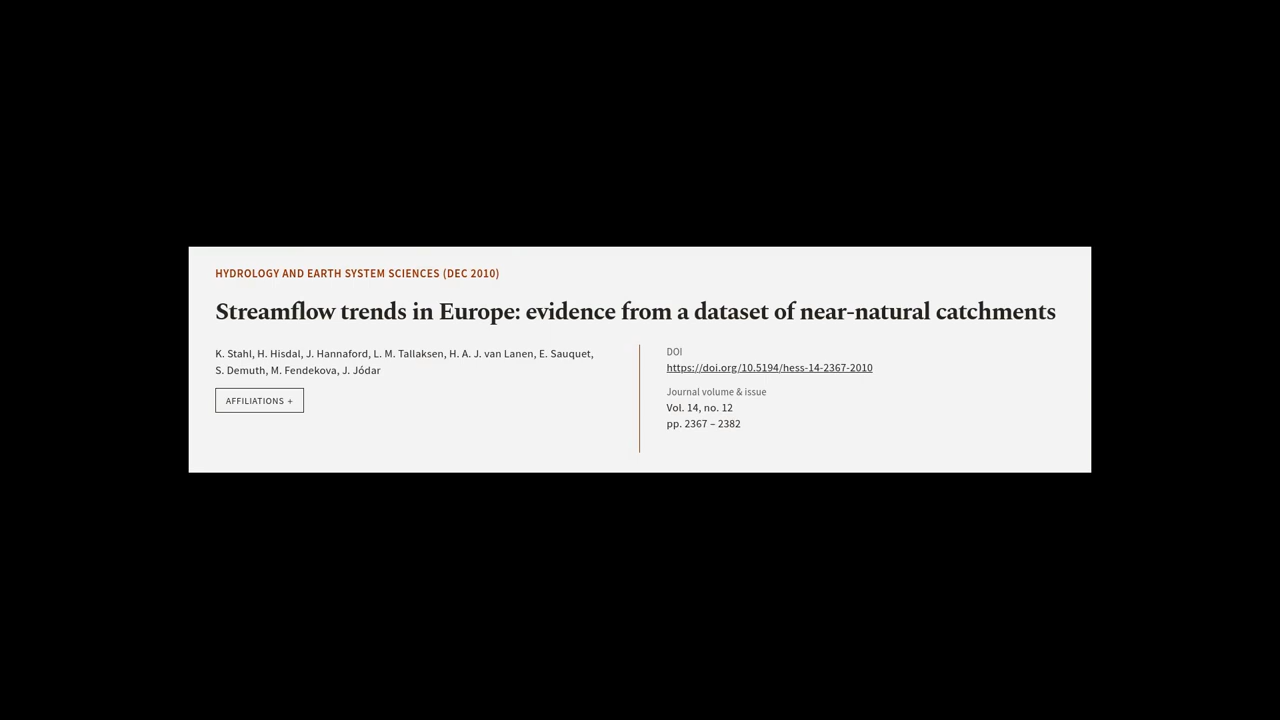 HYDROLOGY AND EARTH SYSTEM SCIENCES (DEC 2010)
Streamflow trends in Europe: evidence from a dataset of near-natural catchments
K. Stahl, H. Hisdal, J. Hannaford, L. M. Tallaksen, H. A. J. van Lanen, E. Sauquet,
S. Demuth, M. Fendekova, J. Jódar
AFFILIATIONS +
DOI
https://doi.org/10.5194/hess-14-2367-2010
Journal volume & issue
Vol. 14, no. 12
pp. 2367 – 2382